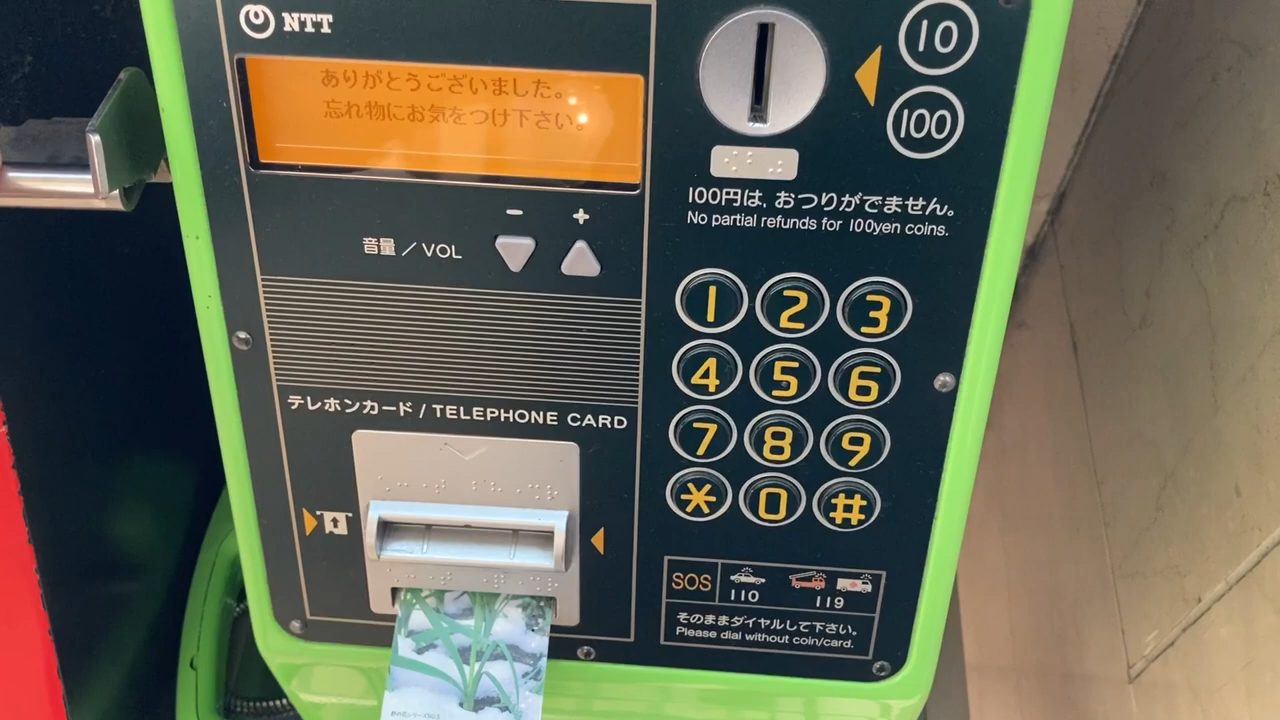 NTT
ありがとうございました。
忘れ物にお気をつけ下さい。
10
100
100円は、おつりがでません。
No partial refunds for 100yen coins.
- +
音量 / VOL
1 2 3
4 5 6
7 8 9
* 0 #
テレホンカード / TELEPHONE CARD
SOS 110 119
そのままダイヤルして下さい。
Please dial without coin/card.